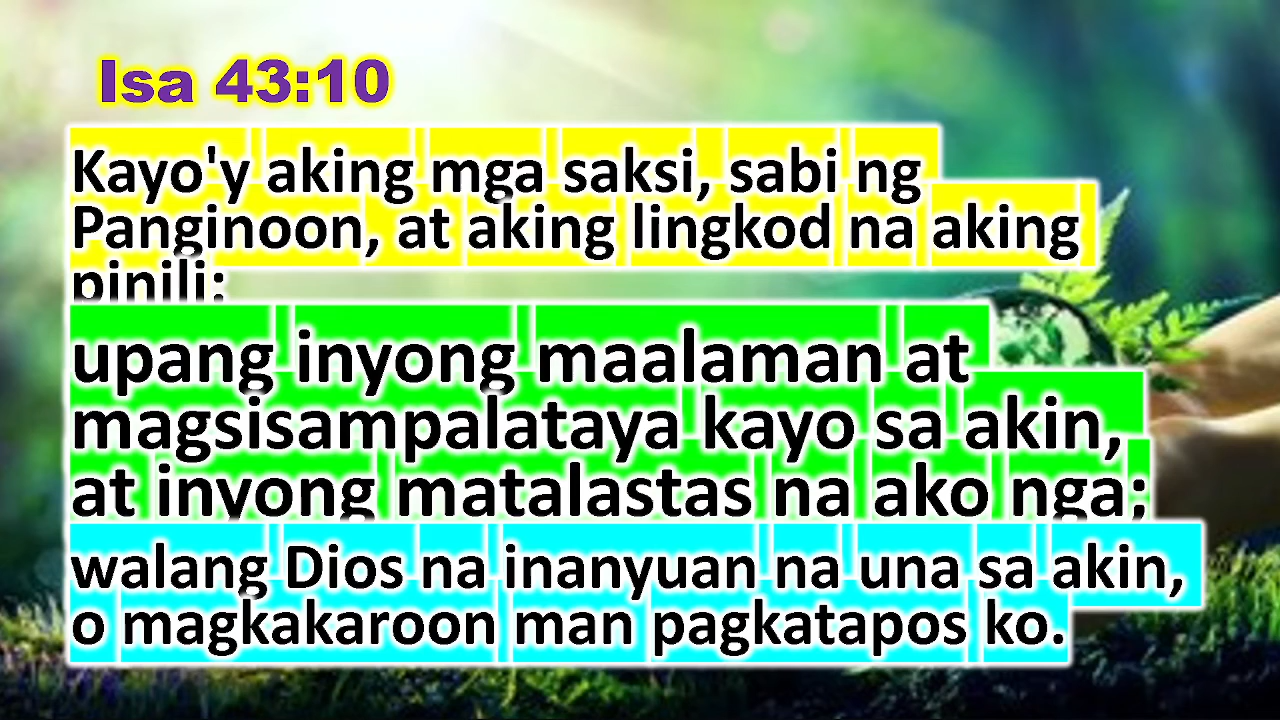 Isa 43:10
Kayo'y aking mga saksi, sabi ng
Panginoon, at aking lingkod na aking
pinili:
upang inyong maalaman at
magsisampalataya kayo sa akin,
at inyong matalastas na ako nga;
walang Dios na inanyuan na una sa akin,
o magkakaroon man pagkatapos ko.